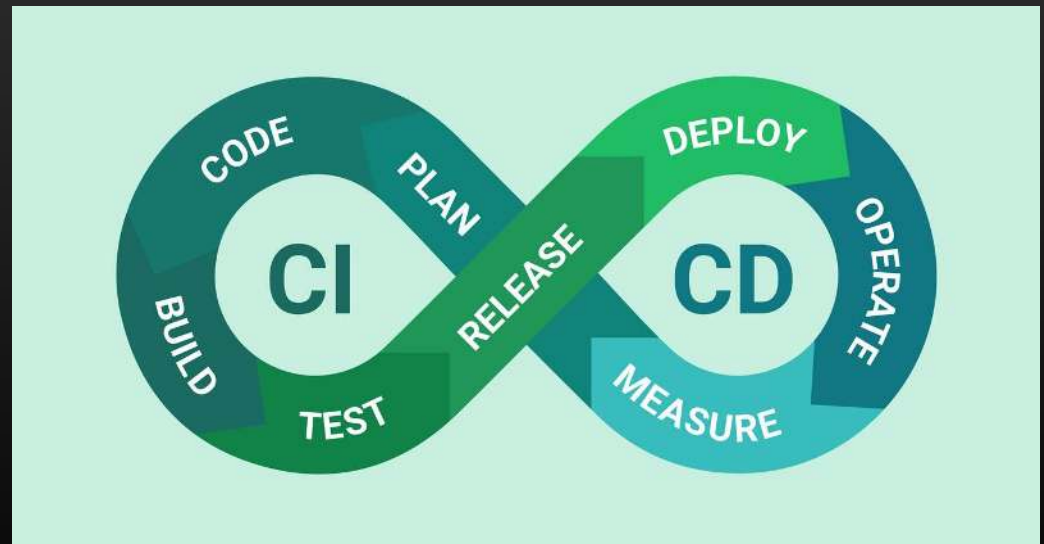 CODE
PLAN
DEPLOY
OPERATE
CI
CD
RELEASE
BUILD
TEST
MEASURE